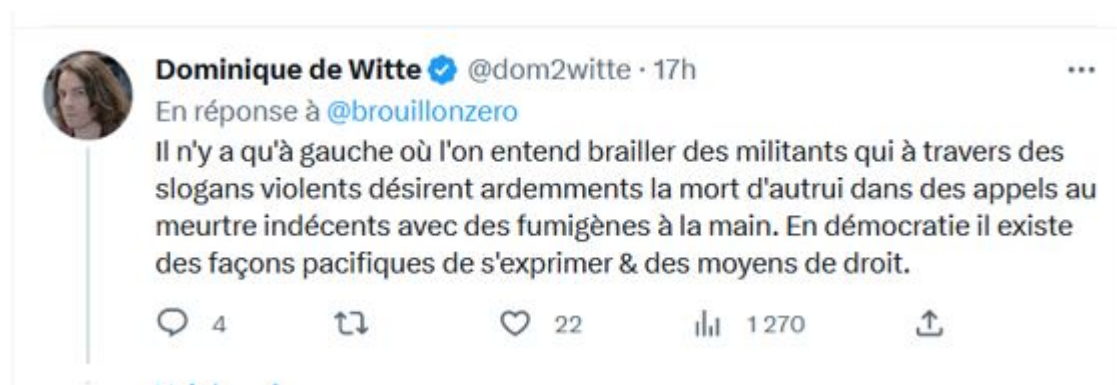 Dominique de Witte @dom2witte · 17h
En réponse à @brouillonzero
Il n'y a qu'à gauche où l'on entend brailler des militants qui à travers des
slogans violents désirent ardemments la mort d'autrui dans des appels au
meurtre indécents avec des fumigènes à la main. En démocratie il existe
des façons pacifiques de s'exprimer & des moyens de droit.
4 22 1 270